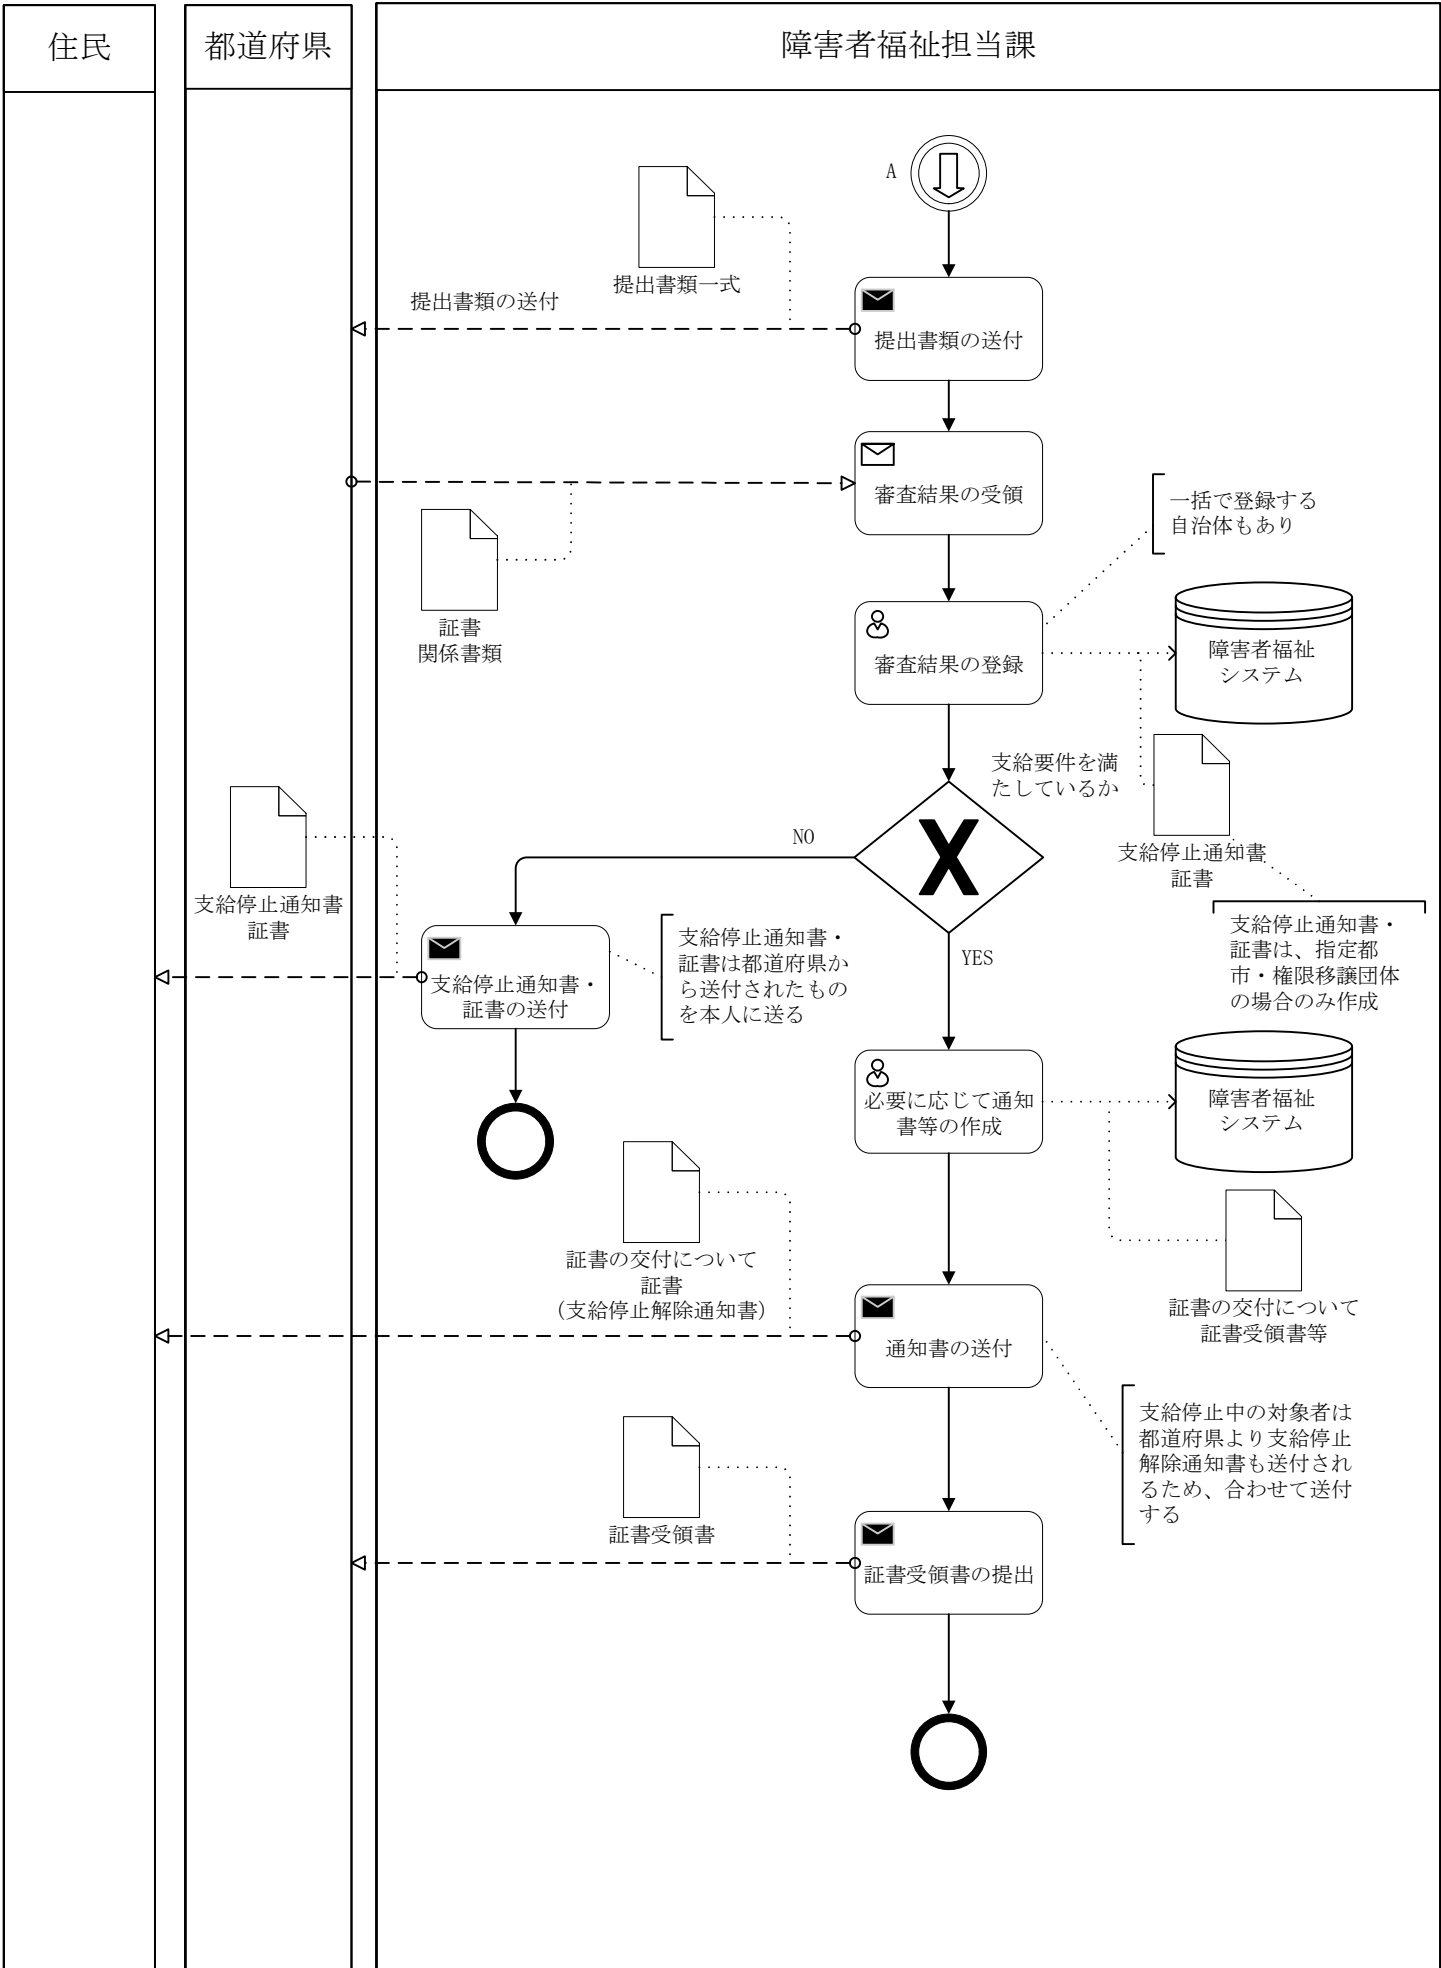 住民
都道府県
障害者福祉担当課
A
提出書類一式
提出書類の送付
提出書類の送付
審査結果の受領
一括で登録する
自治体もあり
証書
関係書類
審査結果の登録
障害者福祉
システム
支給要件を満
たしているか
NO
支給停止通知書
証書
支給停止通知書
証書
支給停止通知書・
証書は、指定都
市・権限移譲団体
の場合のみ作成
支給停止通知書・
証書の送付
支給停止通知書・
証書は都道府県か
ら送付されたもの
を本人に送る
YES
必要に応じて通知
書等の作成
障害者福祉
システム
証書の交付について
証書
（支給停止解除通知書）
証書の交付について
証書受領書等
通知書の送付
支給停止中の対象者は
都道府県より支給停止
解除通知書も送付され
るため、合わせて送付
する
証書受領書
証書受領書の提出